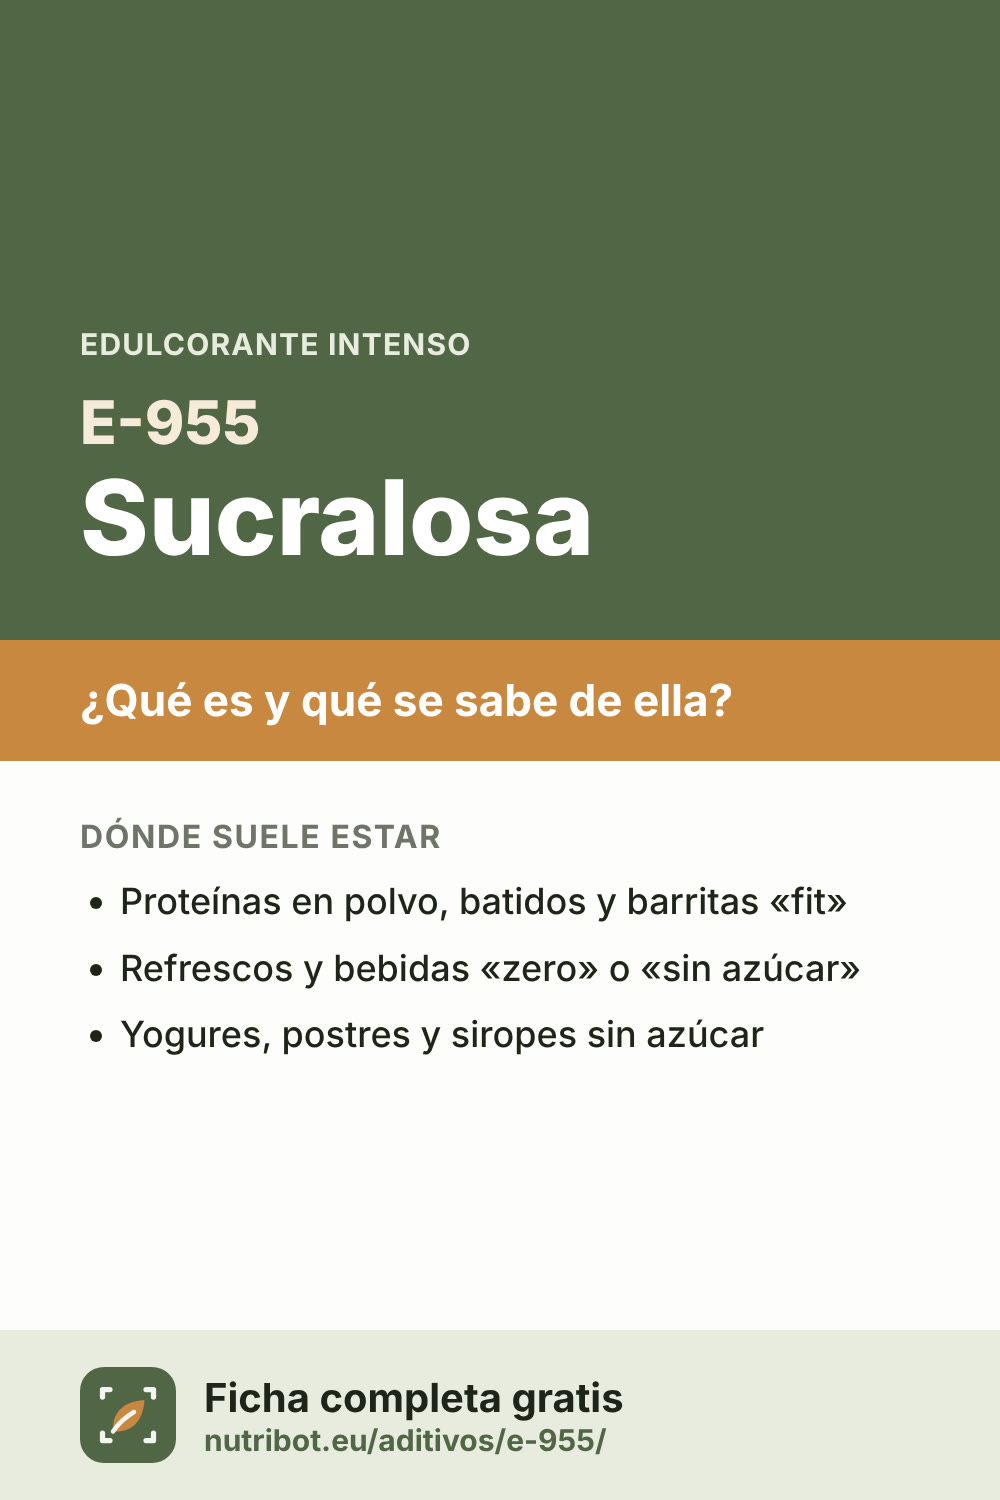 EDULCORANTE INTENSO
E-955
Sucralosa
¿Qué es y qué se sabe de ella?
DÓNDE SUELE ESTAR
• Proteínas en polvo, batidos y barritas «fit»
• Refrescos y bebidas «zero» o «sin azúcar»
• Yogures, postres y siropes sin azúcar
Ficha completa gratis
nutribot.eu/aditivos/e-955/